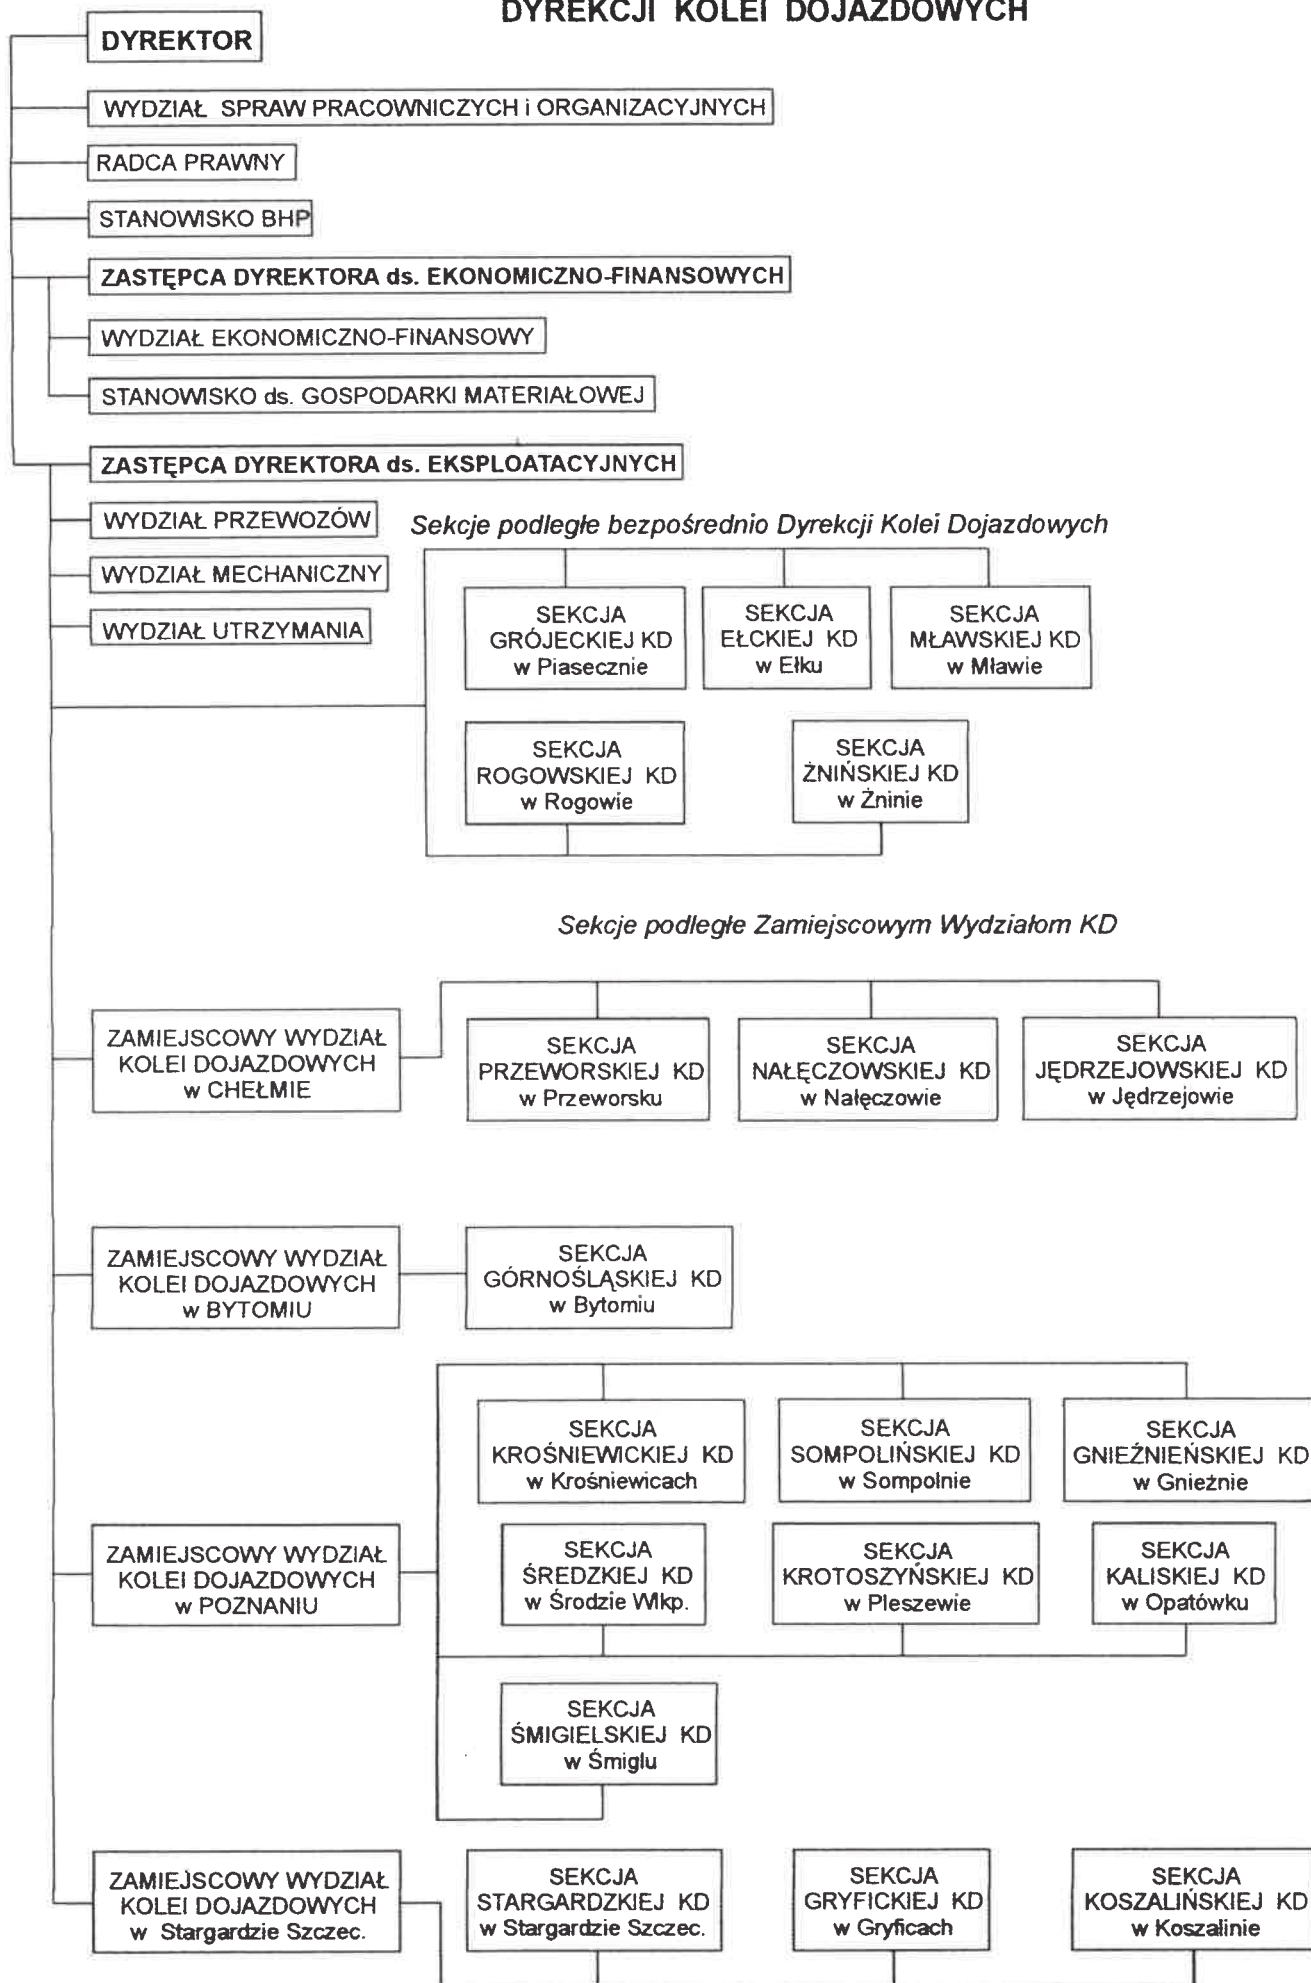 DYREKCJI KOLEI DOJAZDOWYCH
DYREKTOR
WYDZIAŁ SPRAW PRACOWNICZYCH i ORGANIZACYJNYCH
RADCA PRAWNY
STANOWISKO BHP
ZASTĘPCA DYREKTORA ds. EKONOMICZNO-FINANSOWYCH
WYDZIAŁ EKONOMICZNO-FINANSOWY
STANOWISKO ds. GOSPODARKI MATERIAŁOWEJ
ZASTĘPCA DYREKTORA ds. EKSPLOATACYJNYCH
WYDZIAŁ PRZEWOZÓW
WYDZIAŁ MECHANICZNY
WYDZIAŁ UTRZYMANIA
Sekcje podległe bezpośrednio Dyrekcji Kolei Dojazdowych
SEKCJA
GRÓJECKIEJ KD
w Piasecznie
SEKCJA
EŁCKIEJ KD
w Ełku
SEKCJA
MŁAWSKIEJ KD
w Mławie
SEKCJA
ROGOWSKIEJ KD
w Rogowie
SEKCJA
ŻNIŃSKIEJ KD
w Żninie
Sekcje podległe Zamiejscowym Wydziałom KD
ZAMIEJSCOWY WYDZIAŁ
KOLEI DOJAZDOWYCH
w CHEŁMIE
SEKCJA
PRZEWORSKIEJ KD
w Przeworsku
SEKCJA
NAŁĘCZOWSKIEJ KD
w Nałęczowie
SEKCJA
JĘDRZEJOWSKIEJ KD
w Jędrzejowie
ZAMIEJSCOWY WYDZIAŁ
KOLEI DOJAZDOWYCH
w BYTOMIU
SEKCJA
GÓRNOŚLĄSKIEJ KD
w Bytomiu
ZAMIEJSCOWY WYDZIAŁ
KOLEI DOJAZDOWYCH
w POZNANIU
SEKCJA
KROŚNIEWICKIEJ KD
w Krośniewicach
SEKCJA
SOMPOLIŃSKIEJ KD
w Sompolnie
SEKCJA
GNIEŹNIEŃSKIEJ KD
w Gnieźnie
SEKCJA
ŚREDZKIEJ KD
w Środzie Wlkp.
SEKCJA
KROTOSZYŃSKIEJ KD
w Pleszewie
SEKCJA
KALISKIEJ KD
w Opatówku
SEKCJA
ŚMIGIELSKIEJ KD
w Śmiglu
ZAMIEJSCOWY WYDZIAŁ
KOLEI DOJAZDOWYCH
w Stargardzie Szczec.
SEKCJA
STARGARDZKIEJ KD
w Stargardzie Szczec.
SEKCJA
GRYFICKIEJ KD
w Gryficach
SEKCJA
KOSZALIŃSKIEJ KD
w Koszalinie